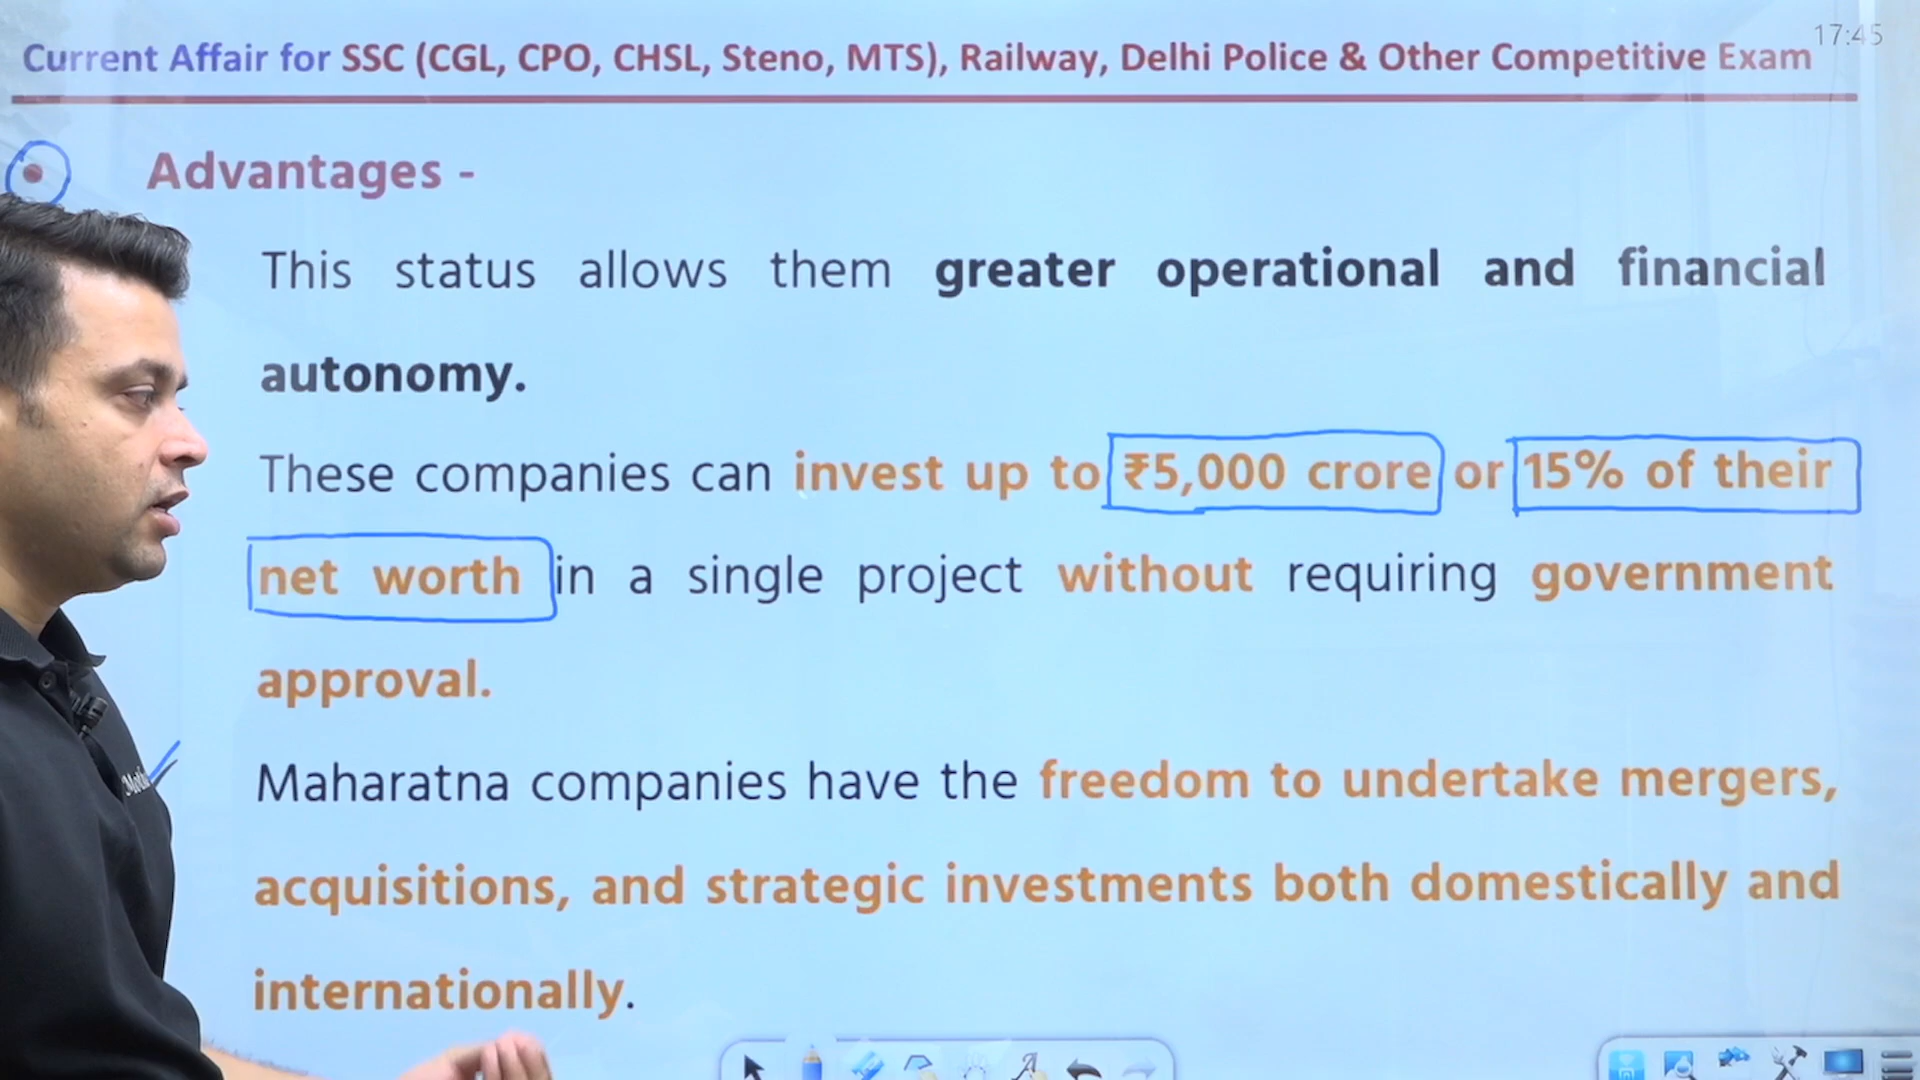 17:45
Current Affair for SSC (CGL, CPO, CHSL, Steno, MTS), Railway, Delhi Police & Other Competitive Exam
Advantages -
This status allows them greater operational and financial
autonomy.
These companies can invest up to ₹5,000 crore or 15% of their
net worth in a single project without requiring government
approval.
Maharatna companies have the freedom to undertake mergers,
acquisitions, and strategic investments both domestically and
internationally.